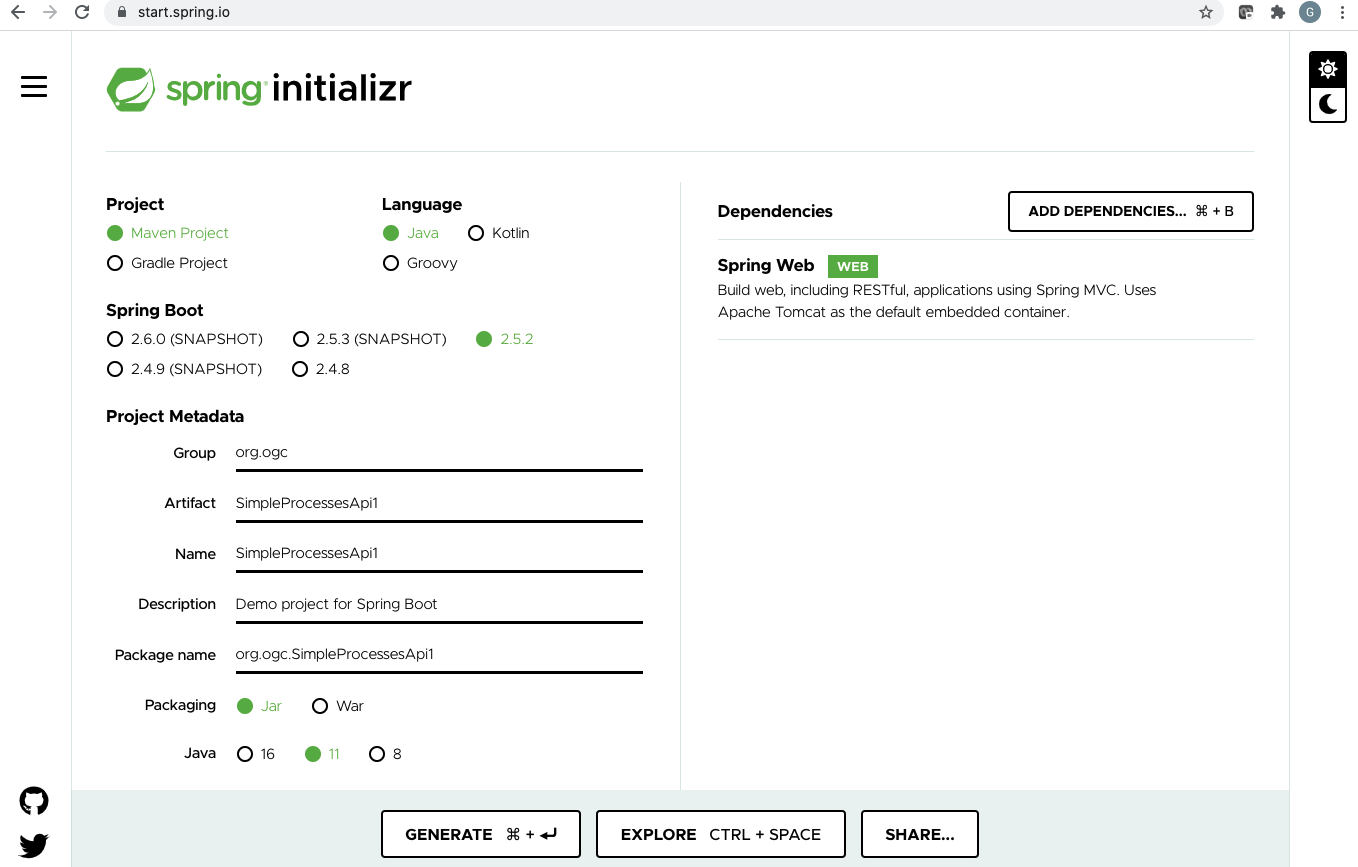 start.spring.io
G
spring initializr
Project
Maven Project
Gradle Project
Language
Java Kotlin
Groovy
Spring Boot
2.6.0 (SNAPSHOT) 2.5.3 (SNAPSHOT) 2.5.2
2.4.9 (SNAPSHOT) 2.4.8
Project Metadata
Group org.ogc
Artifact SimpleProcessesApi1
Name SimpleProcessesApi1
Description Demo project for Spring Boot
Package name org.ogc.SimpleProcessesApi1
Packaging Jar War
Java 16 11 8
Dependencies ADD DEPENDENCIES... ⌘ + B
Spring Web WEB
Build web, including RESTful, applications using Spring MVC. Uses
Apache Tomcat as the default embedded container.
GENERATE ⌘ + ↵ EXPLORE CTRL + SPACE SHARE...